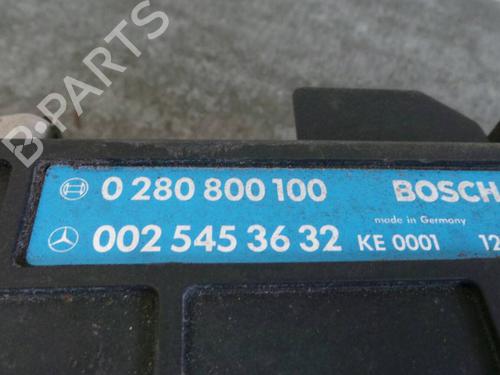 B-PARTS
0 280 800 100 BOSCH
made in Germany
002 545 36 32 KE 0001 12